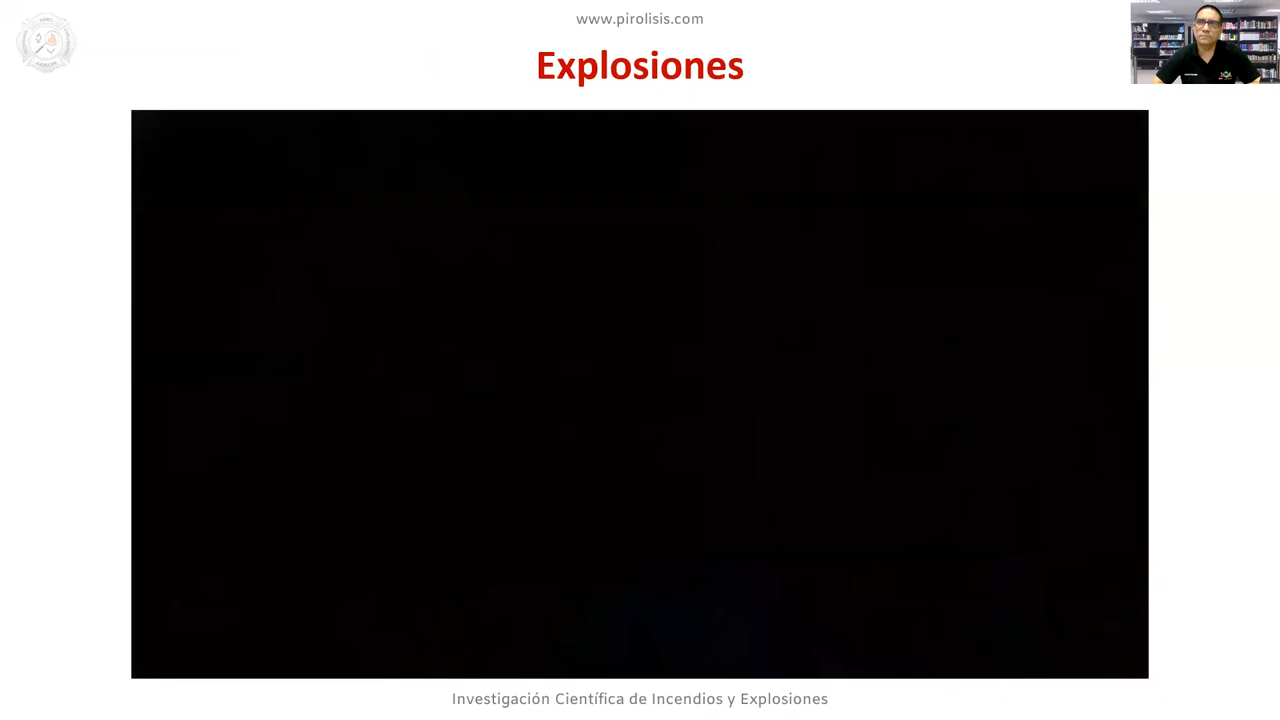 www.pirolisis.com
Explosiones
Investigación Científica de Incendios y Explosiones